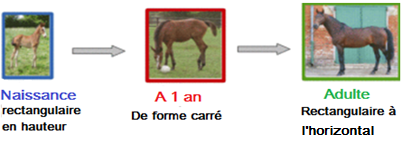 Naissance
rectangulaire
en hauteur
A 1 an
De forme carré
Adulte
Rectangulaire à
l'horizontal